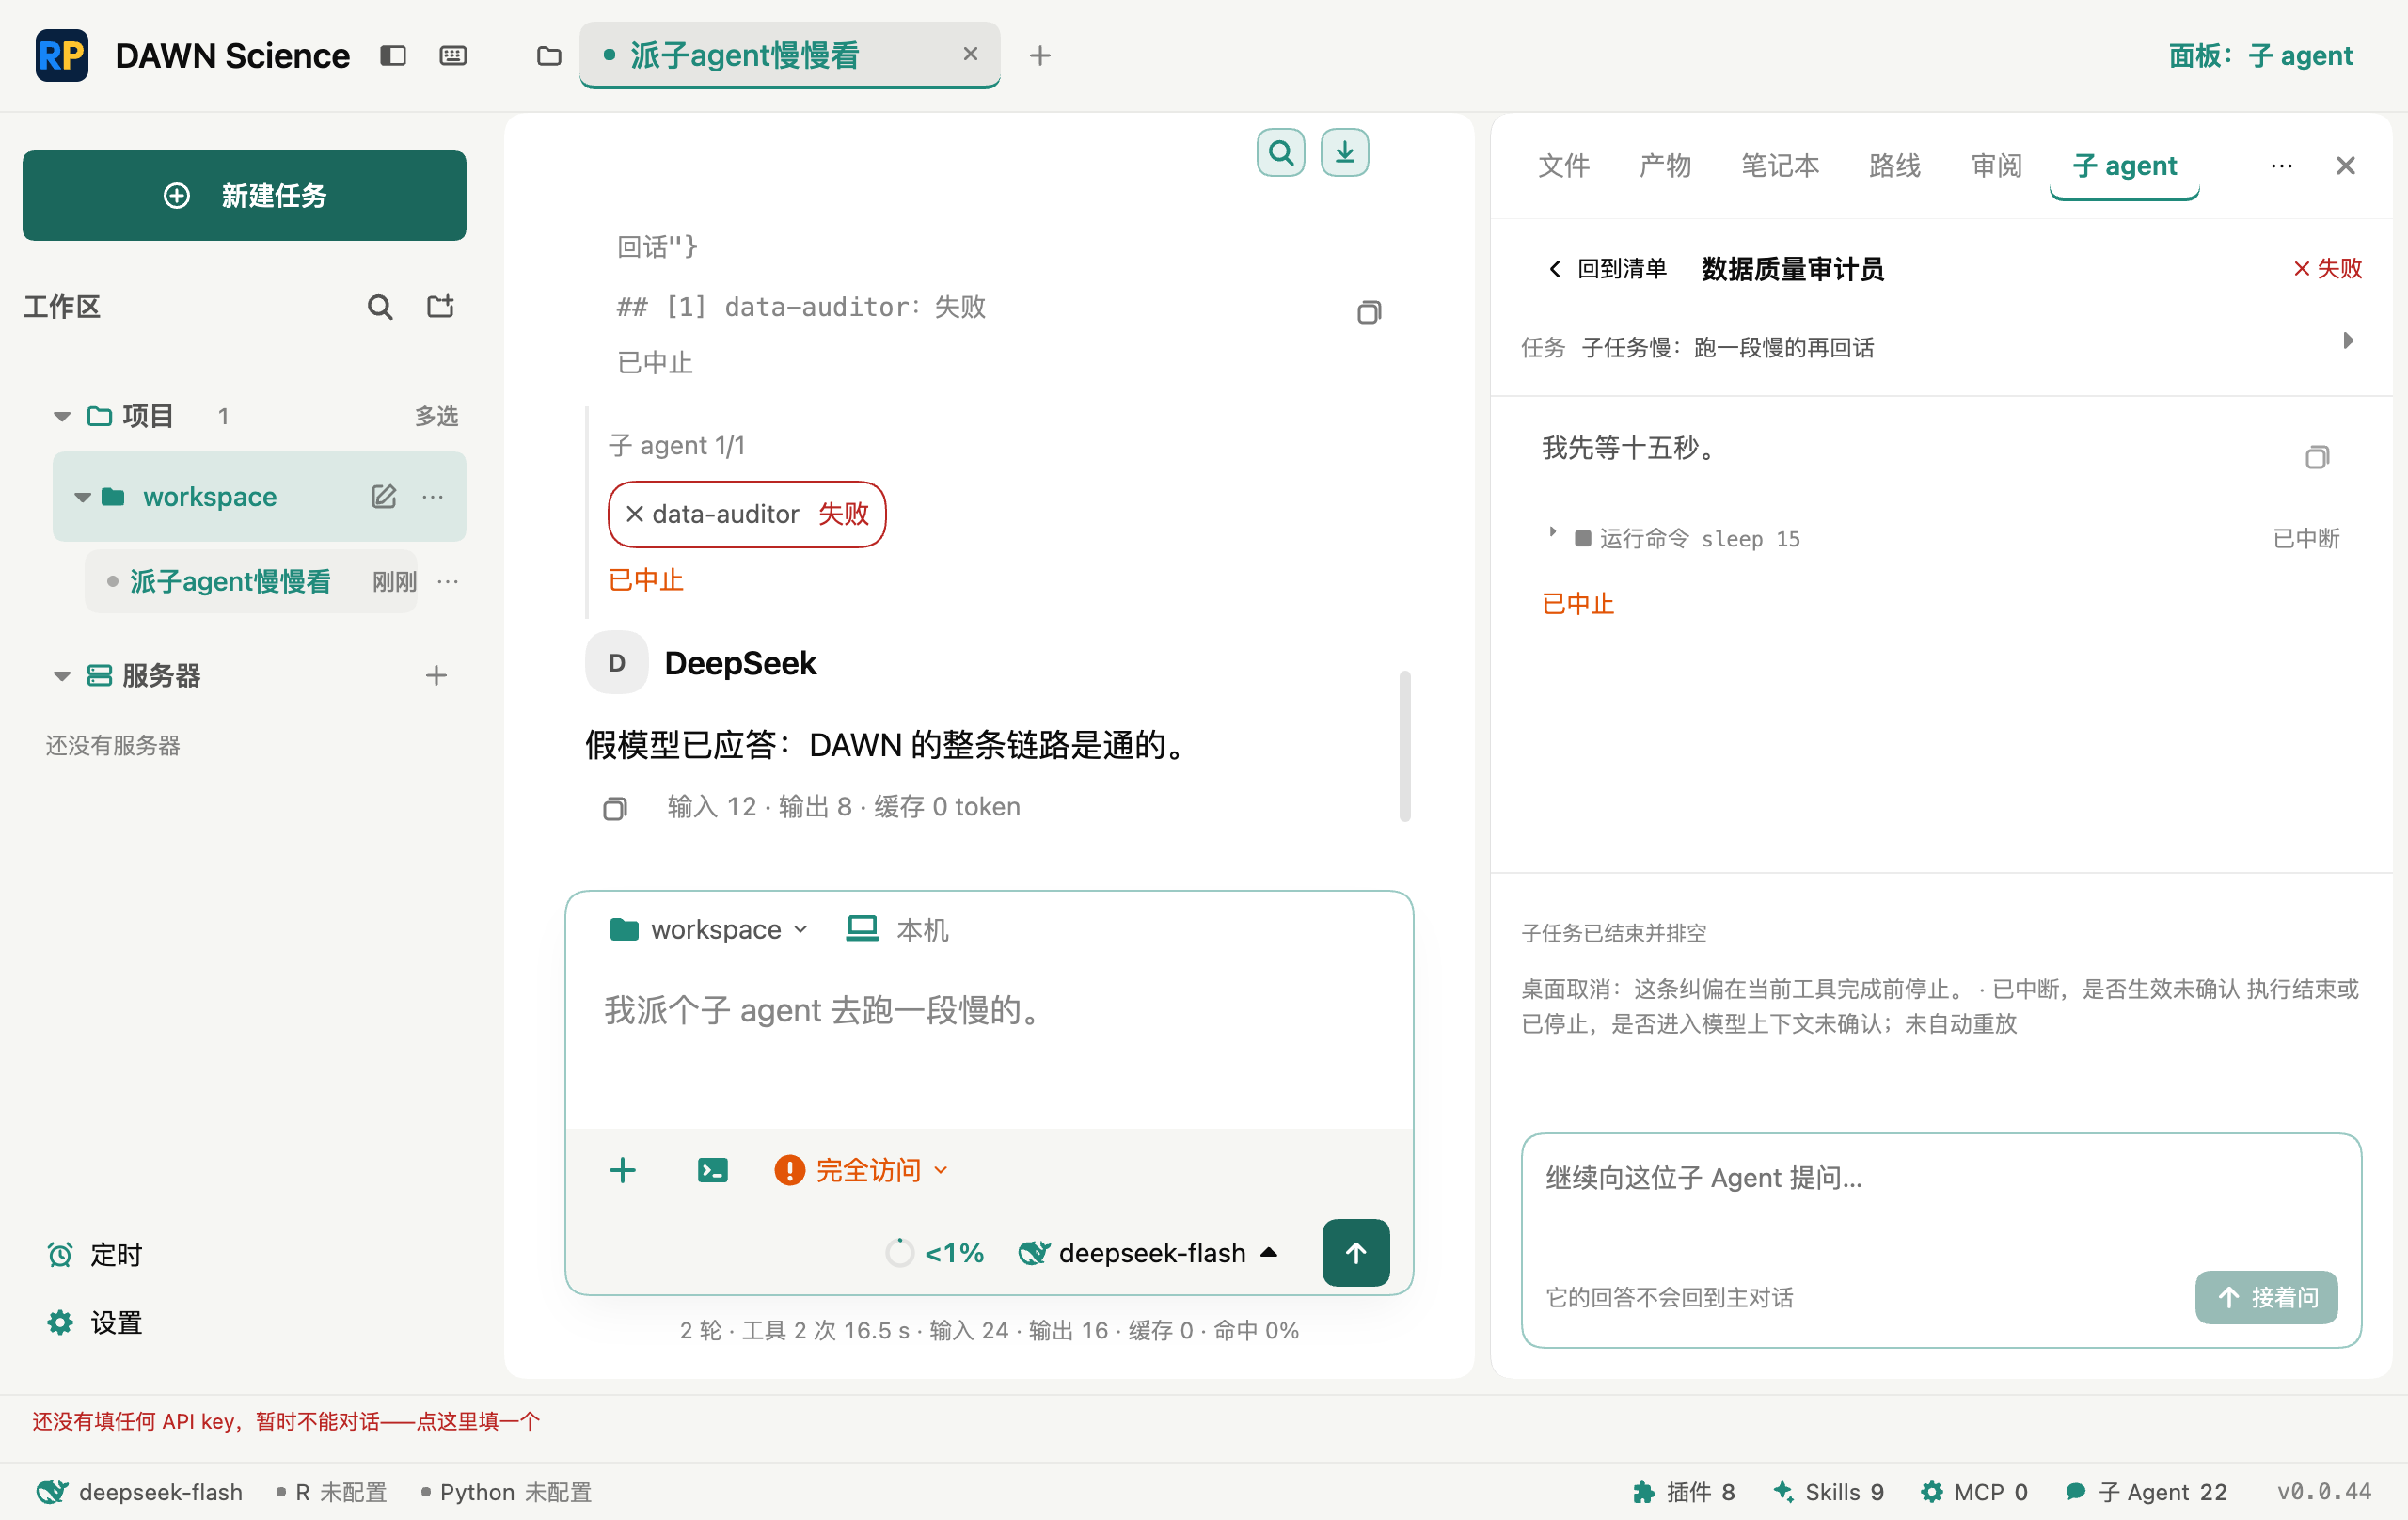 RP DAWN Science
派子agent慢慢看
面板：子 agent
新建任务
工作区
项目 1 多选
workspace
派子agent慢慢看 刚刚
服务器
还没有服务器
定时
设置
回话"}
## [1] data-auditor：失败
已中止
子 agent 1/1
data-auditor 失败
已中止
D DeepSeek
假模型已应答：DAWN 的整条链路是通的。
输入 12 · 输出 8 · 缓存 0 token
workspace 本机
我派个子 agent 去跑一段慢的。
完全访问
<1% deepseek-flash
2 轮 · 工具 2 次 16.5 s · 输入 24 · 输出 16 · 缓存 0 · 命中 0%
文件 产物 笔记本 路线 审阅 子 agent
回到清单 数据质量审计员 失败
任务 子任务慢：跑一段慢的再回话
我先等十五秒。
运行命令 sleep 15 已中断
已中止
子任务已结束并排空
桌面取消：这条纠偏在当前工具完成前停止。 · 已中断，是否生效未确认 执行结束或
已停止，是否进入模型上下文未确认；未自动重放
继续向这位子 Agent 提问...
它的回答不会回到主对话 接着问
还没有填任何 API key，暂时不能对话——点这里填一个
deepseek-flash R 未配置 Python 未配置
插件 8 Skills 9 MCP 0 子 Agent 22 v0.0.44